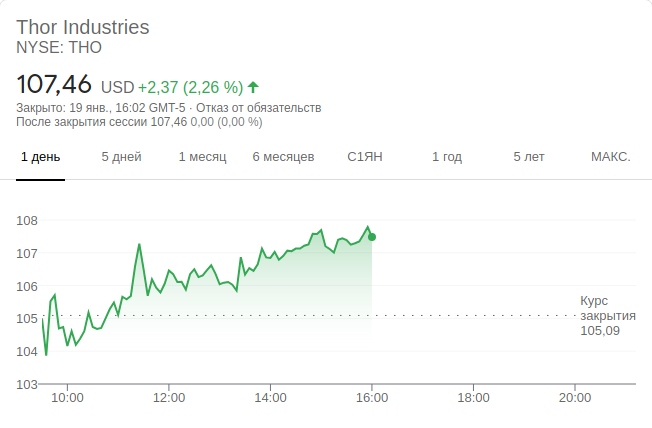 Thor Industries
NYSE: THO
107,46 USD +2,37 (2,26 %)
Закрыто: 19 янв., 16:02 GMT-5 · Отказ от обязательств
После закрытия сессии 107,46 0,00 (0,00 %)
1 день 5 дней 1 месяц 6 месяцев С1ЯН 1 год 5 лет МАКС.
108
107
106
105
104
103
Курс
закрытия
105,09
10:00 12:00 14:00 16:00 18:00 20:00